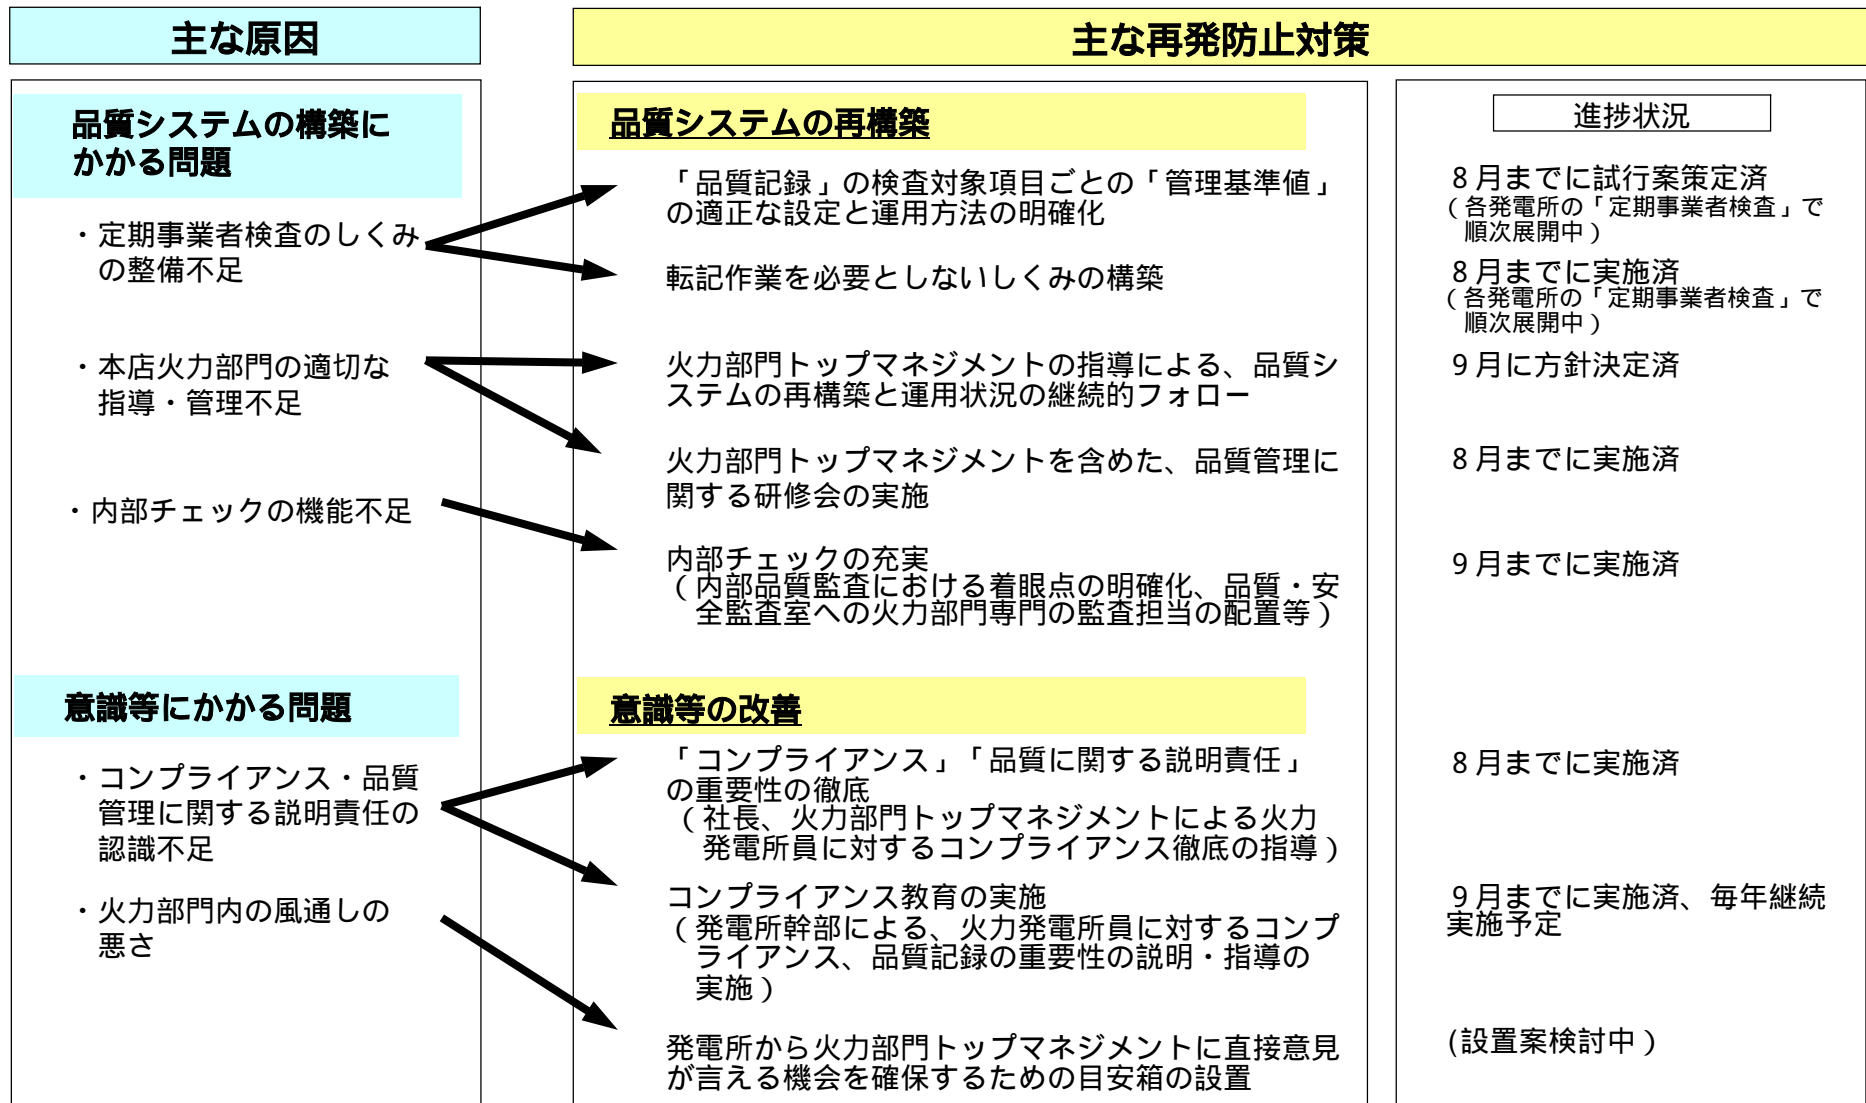 主な原因
主な再発防止対策
品質システムの構築に
かかる問題
・定期事業者検査のしくみ
の整備不足
・本店火力部門の適切な
指導・管理不足
・内部チェックの機能不足
意識等にかかる問題
・コンプライアンス・品質
管理に関する説明責任の
認識不足
・火力部門内の風通しの
悪さ
品質システムの再構築
「品質記録」の検査対象項目ごとの「管理基準値」
の適正な設定と運用方法の明確化
転記作業を必要としないしくみの構築
火力部門トップマネジメントの指導による、品質シ
ステムの再構築と運用状況の継続的フォロー
火力部門トップマネジメントを含めた、品質管理に
関する研修会の実施
内部チェックの充実
（内部品質監査における着眼点の明確化、品質・安
全監査室への火力部門専門の監査担当の配置等）
意識等の改善
「コンプライアンス」「品質に関する説明責任」
の重要性の徹底
（社長、火力部門トップマネジメントによる火力
発電所員に対するコンプライアンス徹底の指導）
コンプライアンス教育の実施
（発電所幹部による、火力発電所員に対するコンプ
ライアンス、品質記録の重要性の説明・指導の
実施）
発電所から火力部門トップマネジメントに直接意見
が言える機会を確保するための目安箱の設置
進捗状況
8月までに試行案策定済
（各発電所の「定期事業者検査」で
順次展開中）
8月までに実施済
（各発電所の「定期事業者検査」で
順次展開中）
9月に方針決定済
8月までに実施済
9月までに実施済
8月までに実施済
9月までに実施済、毎年継続
実施予定
(設置案検討中）